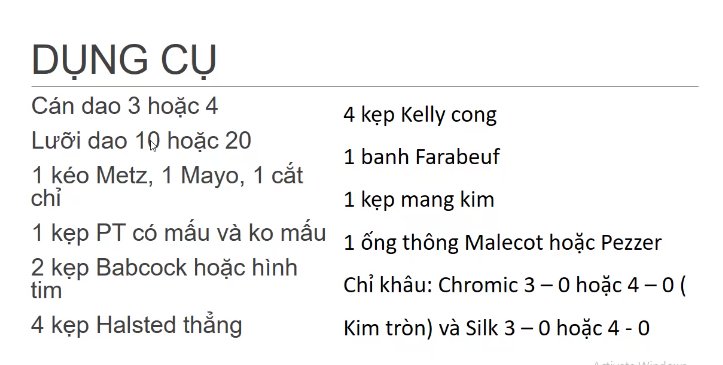 DỤNG CỤ
Cán dao 3 hoặc 4
Lưỡi dao 10 hoặc 20
1 kéo Metz, 1 Mayo, 1 cắt
chỉ
1 kẹp PT có mấu và ko mấu
2 kẹp Babcock hoặc hình
tim
4 kẹp Halsted thẳng
4 kẹp Kelly cong
1 banh Farabeuf
1 kẹp mang kim
1 ống thông Malecot hoặc Pezzer
Chỉ khâu: Chromic 3 – 0 hoặc 4 – 0 (
Kim tròn) và Silk 3 – 0 hoặc 4 - 0